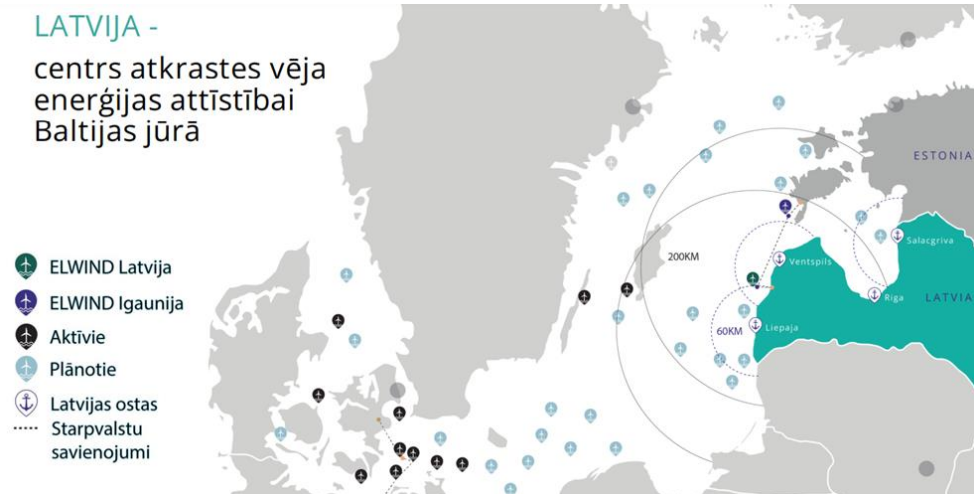 LATVIJA -
centrs atkrastes vēja
enerģijas attīstībai
Baltijas jūrā
ELWIND Latvija
ELWIND Igaunija
Aktīvie
Plānotie
Latvijas ostas
Starpvalstu
savienojumi
ESTONIA
Salacgriva
200KM
Ventspils
Riga
LATVIA
60KM
Liepaja